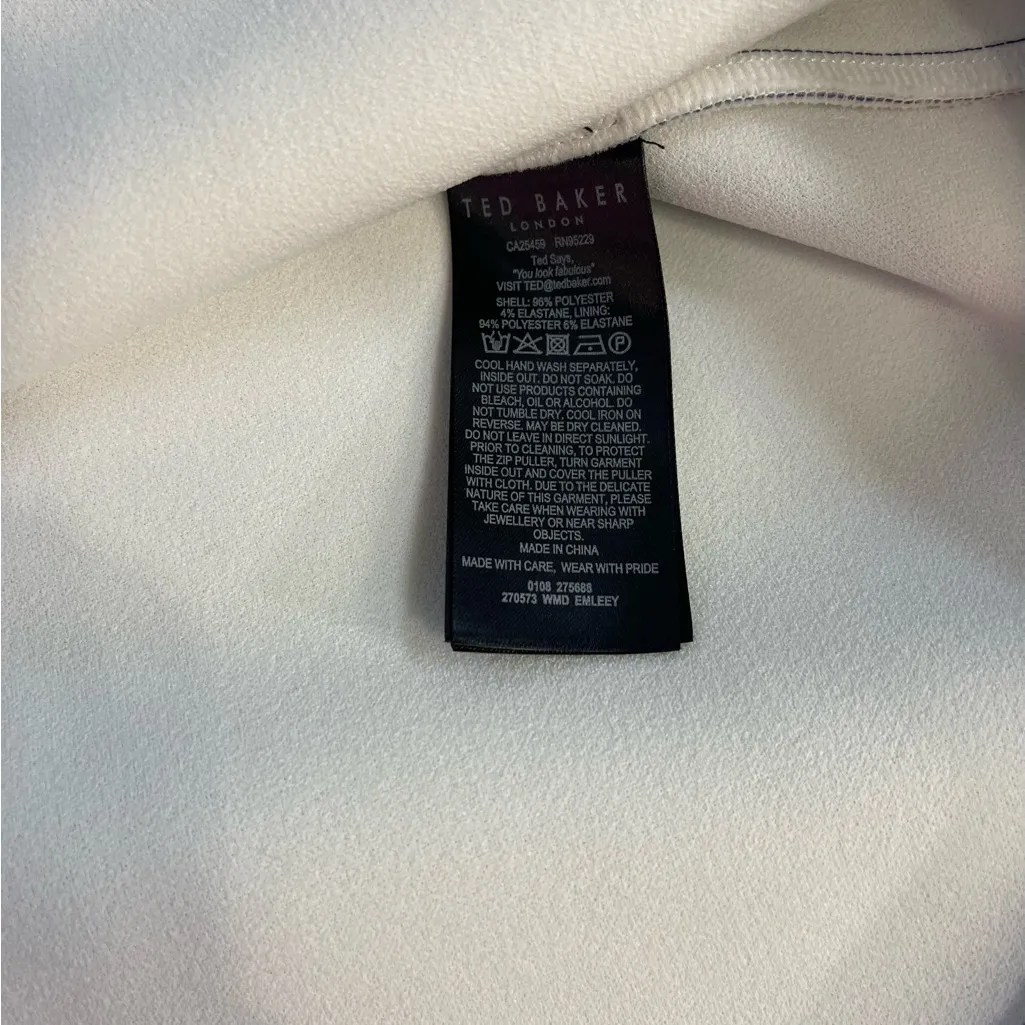 TED BAKER
LONDON
CA25459 RN95229
Ted Says,
"You look fabulous"
VISIT TED@tedbaker.com
SHELL: 96% POLYESTER
4% ELASTANE, LINING:
94% POLYESTER 6% ELASTANE
P
COOL HAND WASH SEPARATELY,
INSIDE OUT. DO NOT SOAK. DO
NOT USE PRODUCTS CONTAINING
BLEACH, OIL OR ALCOHOL. DO
NOT TUMBLE DRY. COOL IRON ON
REVERSE. MAY BE DRY CLEANED.
DO NOT LEAVE IN DIRECT SUNLIGHT.
PRIOR TO CLEANING, TO PROTECT
THE ZIP PULLER, TURN GARMENT
INSIDE OUT AND COVER THE PULLER
WITH CLOTH. DUE TO THE DELICATE
NATURE OF THIS GARMENT, PLEASE
TAKE CARE WHEN WEARING WITH
JEWELLERY OR NEAR SHARP
OBJECTS.
MADE IN CHINA
MADE WITH CARE, WEAR WITH PRIDE
0108 275688
270573 WMD EMLEEY